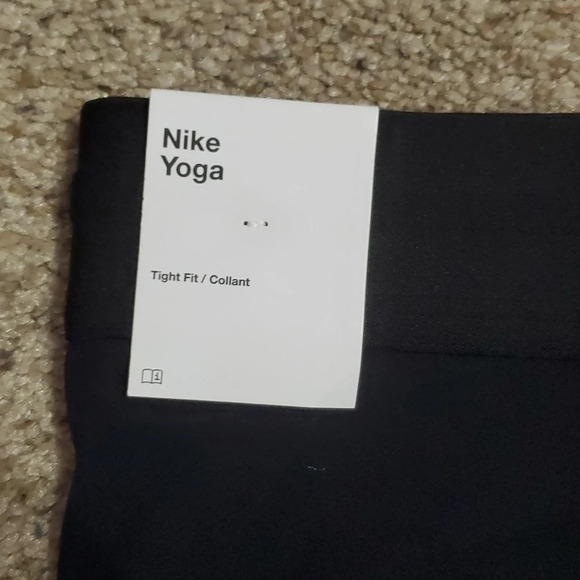 Nike
Yoga
Tight Fit / Collant
i